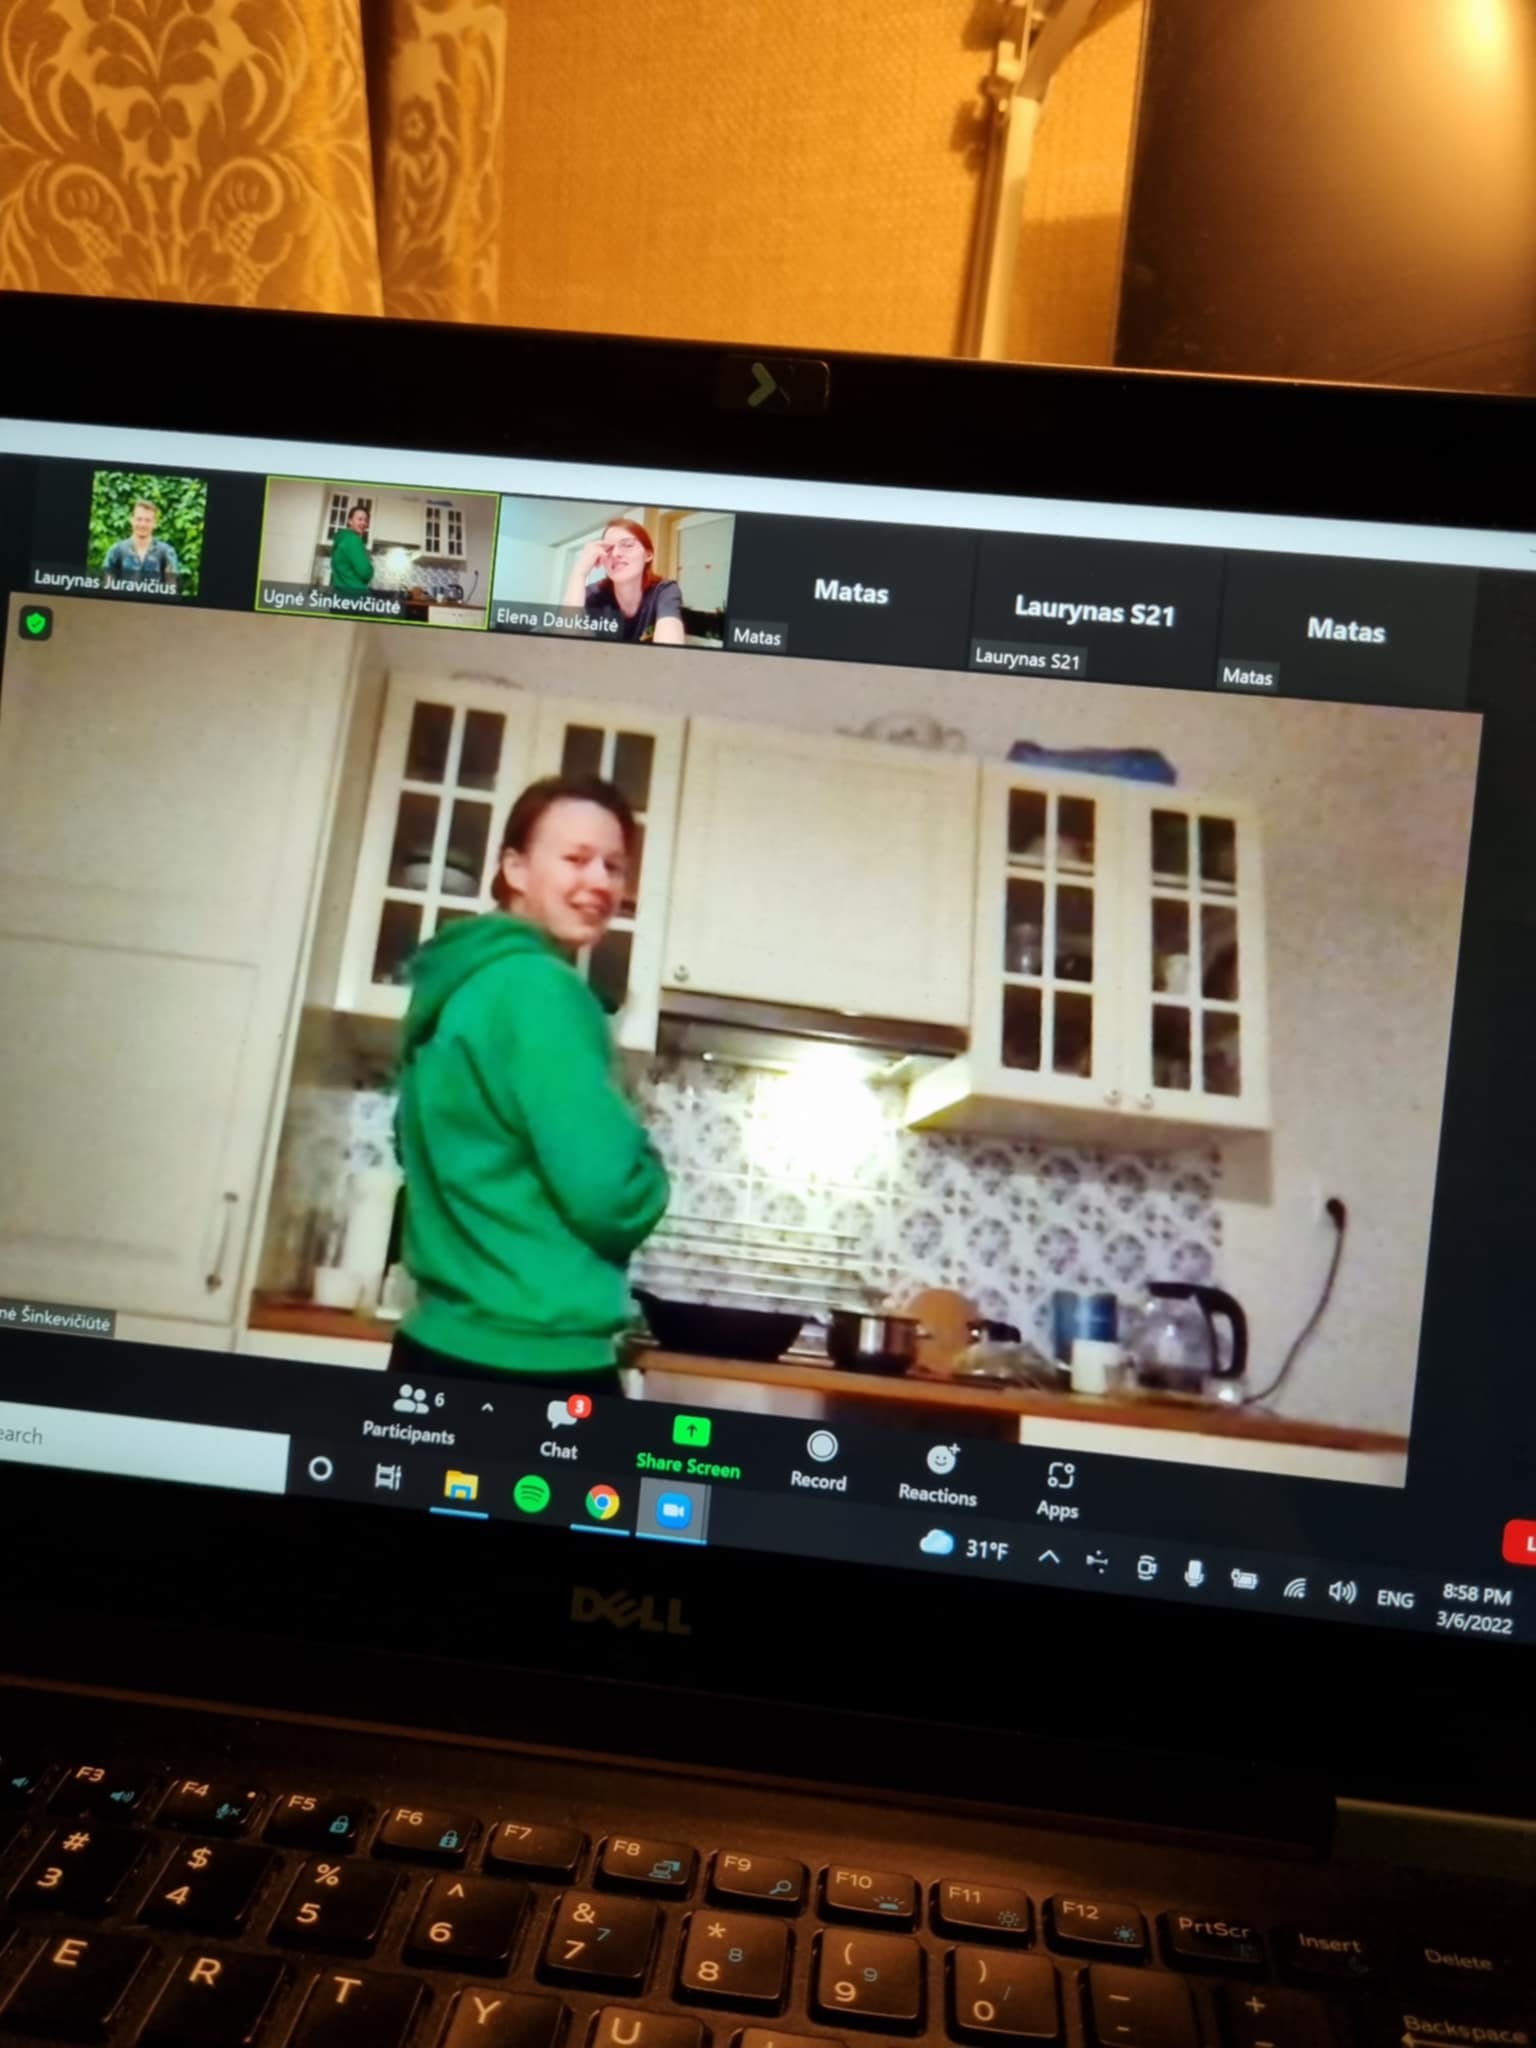 Laurynas Juravičius
Ugnė Šinkevičiūtė
Elena Daukšaitė
Matas
Matas
Laurynas S21
Laurynas S21
Matas
Matas
nė Šinkevičiūtė
6
Participants
3
Chat
Share Screen
Record
Reactions
Apps
L
earch
31°F
ENG
8:58 PM
3/6/2022
DELL
F3 F4 F5 F6 F7 F8 F9 F10 F11 F12 PrtScr Insert Delete
# $ % ^ & * ( ) _ +
3 4 5 6 7 7 8 8 9 9 0 / -
Backspace
E R T Y U